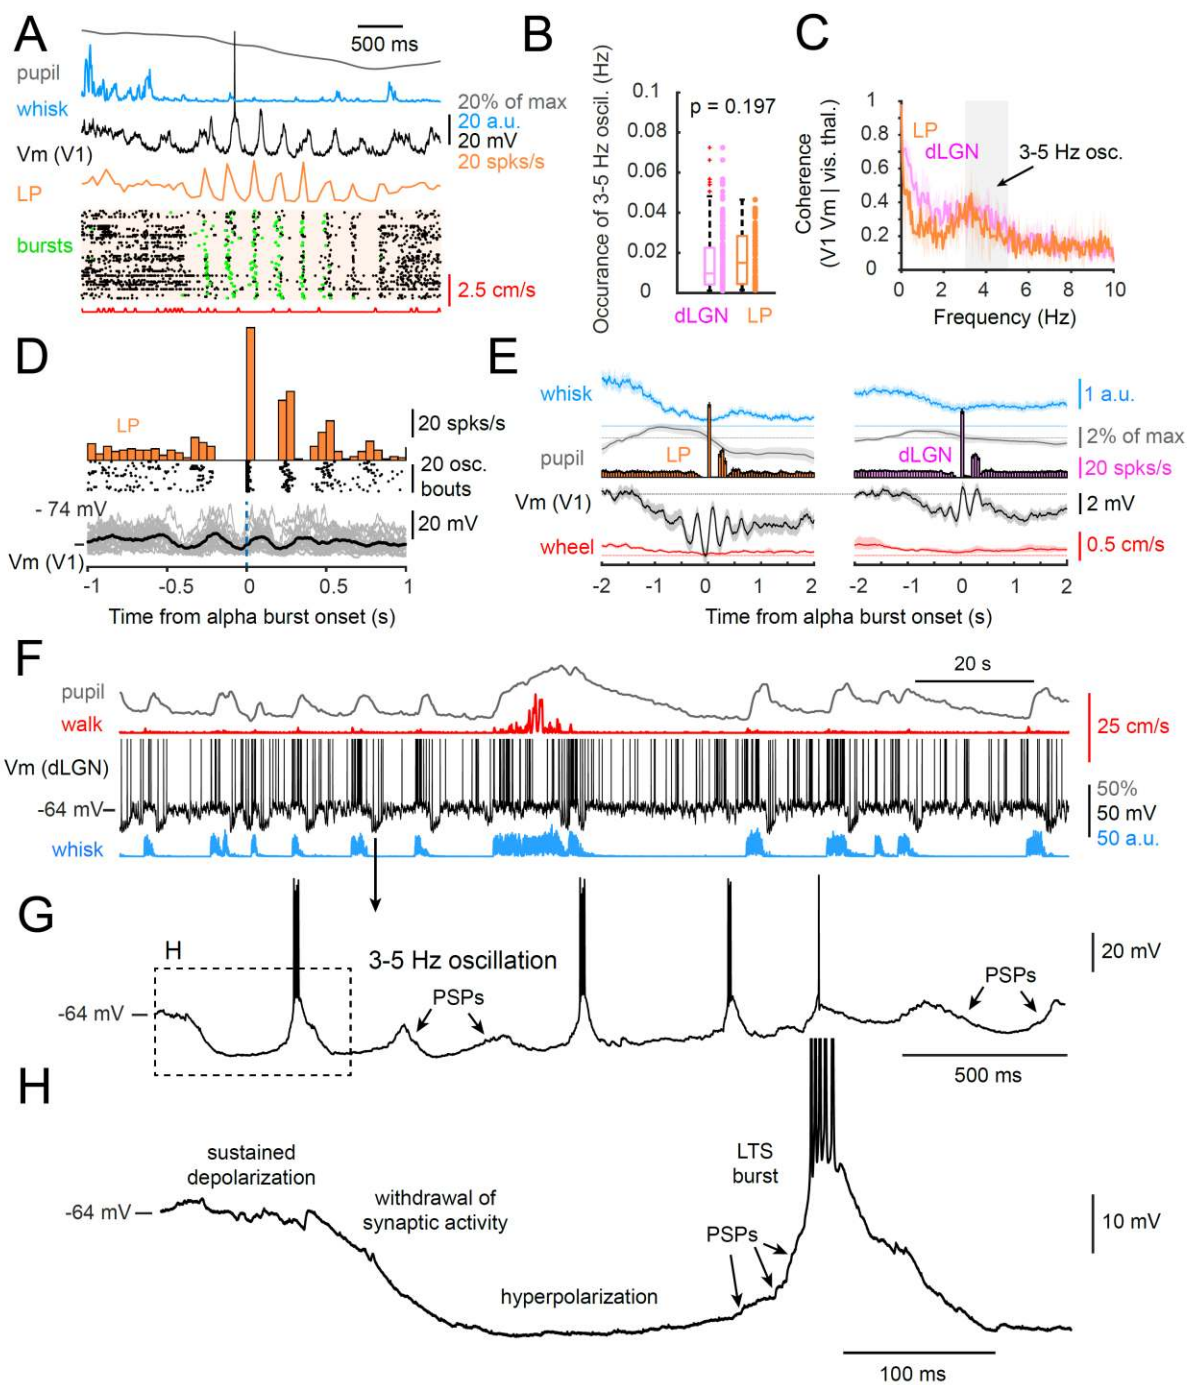 A
500 ms
pupil
whisk
20% of max
20 a.u.
20 mV
20 spks/s
Vm (V1)
LP
bursts
2.5 cm/s
B
Occurance of 3-5 Hz oscil. (Hz)
0.1
0.08
0.06
0.04
0.02
0
p = 0.197
dLGN
LP
C
Coherence
(V1 Vm | vis. thal.)
1
0.8
0.6
0.4
0.2
0
LP
dLGN
3-5 Hz osc.
0 2 4 6 8 10
Frequency (Hz)
D
LP
20 spks/s
20 osc.
bouts
- 74 mV
20 mV
Vm (V1)
-1 -0.5 0 0.5 1
Time from alpha burst onset (s)
E
whisk
1 a.u.
pupil
LP
dLGN
2% of max
20 spks/s
Vm (V1)
2 mV
wheel
0.5 cm/s
-2 -1 0 1 2
-2 -1 0 1 2
Time from alpha burst onset (s)
F
20 s
pupil
walk
25 cm/s
Vm (dLGN)
-64 mV
50%
50 mV
50 a.u.
whisk
G
H
3-5 Hz oscillation
20 mV
PSPs
PSPs
-64 mV
500 ms
H
sustained
depolarization
LTS
burst
-64 mV
withdrawal of
synaptic activity
10 mV
PSPs
hyperpolarization
100 ms